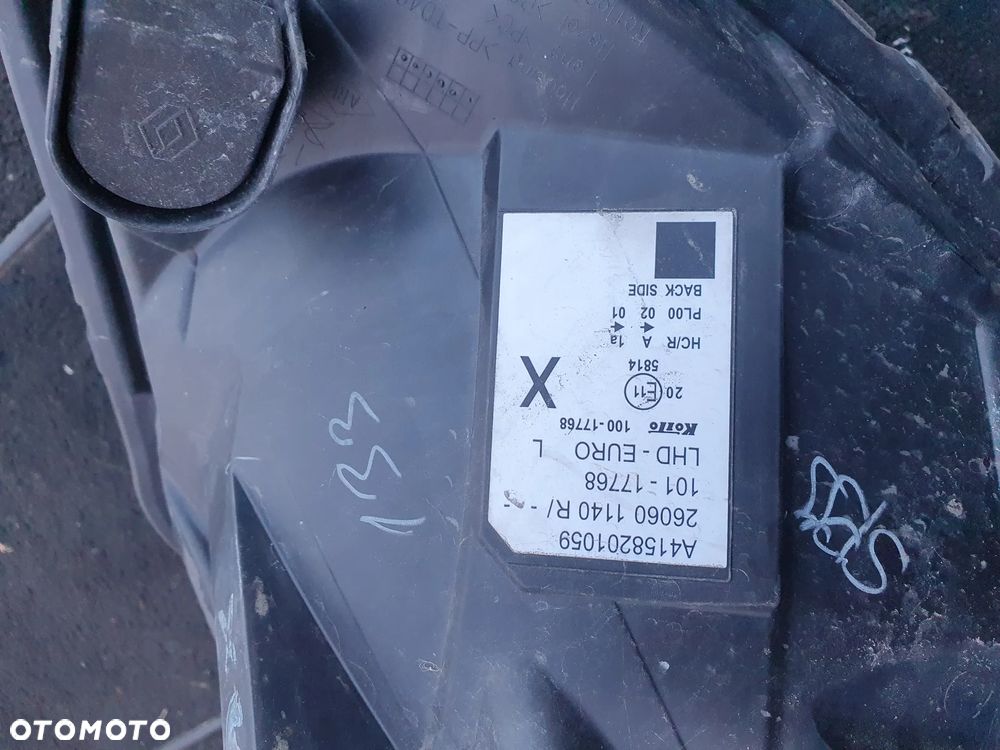 A4158201059
26060 1140 R/ - -
101 - 17768
LHD - EURO L
Koito 100 - 17768
X
20 E11
5814
HC/R A 1a
PL00 02 01
BACK SIDE
133
OTOMOTO